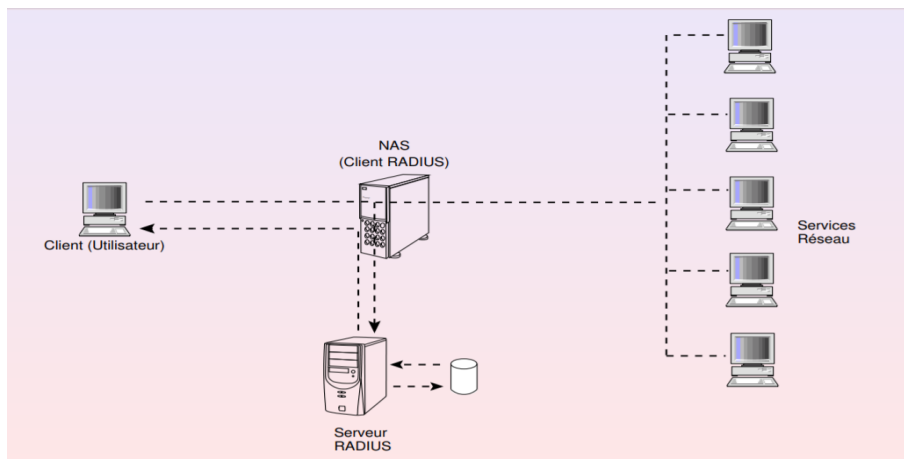 NAS
(Client RADIUS)
Client (Utilisateur)
Services
Réseau
Serveur
RADIUS